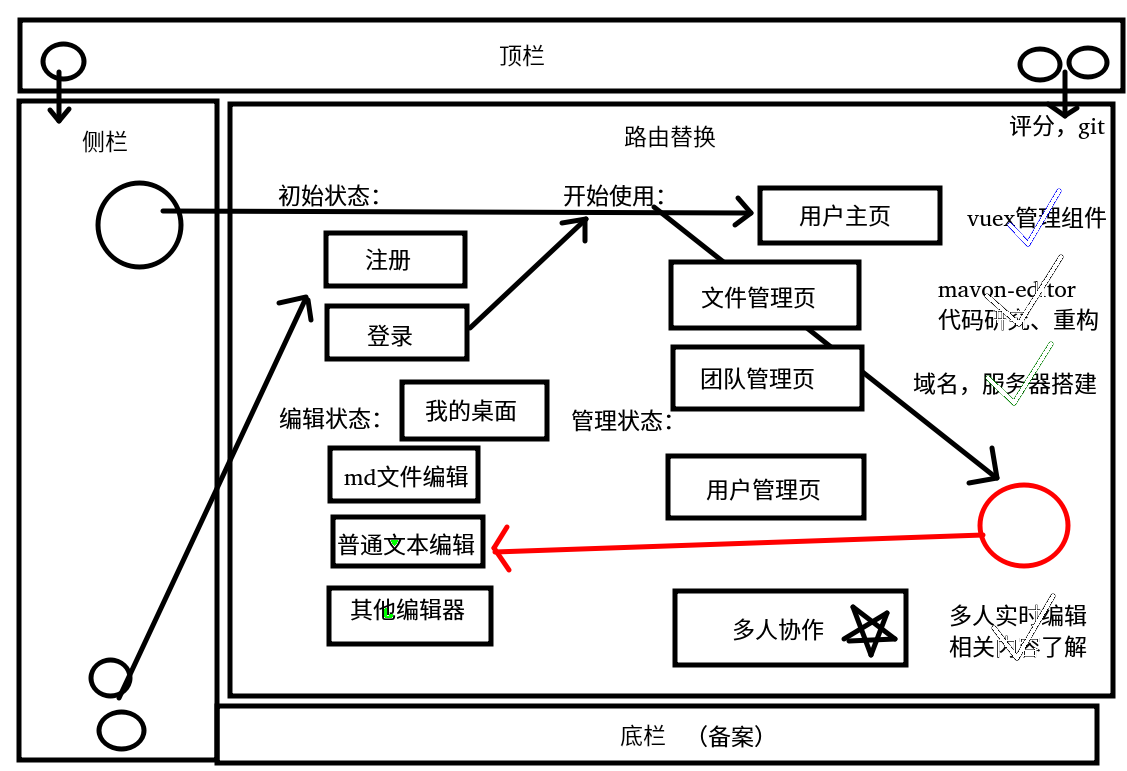 顶栏
侧栏
路由替换
评分，git
初始状态：
开始使用：
用户主页
vuex管理组件
注册
文件管理页
mavon-editor
代码研究、重构
登录
团队管理页
域名，服务器搭建
编辑状态：
我的桌面
管理状态：
md文件编辑
用户管理页
普通文本编辑
其他编辑器
多人协作
多人实时编辑
相关内容了解
底栏 （备案）